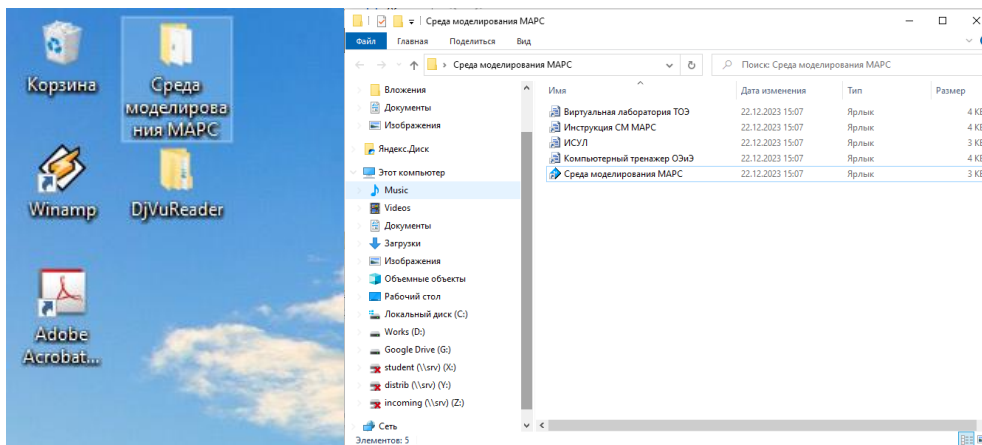 Корзина
Среда
моделирова
ния МАРС
Winamp
DjVuReader
Adobe
Acrobat...
Среда моделирования МАРС
Файл Главная Поделиться Вид
Среда моделирования МАРС
Поиск: Среда моделирования МАРС
Вложения
Документы
Изображения
Яндекс.Диск
Этот компьютер
Music
Videos
Документы
Загрузки
Изображения
Объемные объекты
Рабочий стол
Локальный диск (C:)
Works (D:)
Google Drive (G:)
student (\\srv) (X:)
distrib (\\srv) (Y:)
incoming (\\srv) (Z:)
Сеть
Имя Дата изменения Тип Размер
Виртуальная лаборатория ТОЭ 22.12.2023 15:07 Ярлык 4 КБ
Инструкция СМ МАРС 22.12.2023 15:07 Ярлык 4 КБ
ИСУЛ 22.12.2023 15:07 Ярлык 3 КБ
Компьютерный тренажер ОЭиЭ 22.12.2023 15:07 Ярлык 4 КБ
Среда моделирования МАРС 22.12.2023 15:07 Ярлык 3 КБ
Элементов: 5